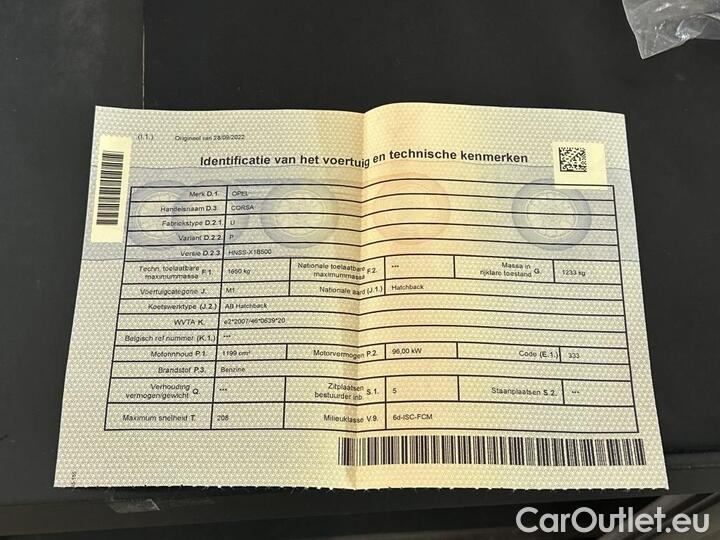 (I.1.) Origineel van 28/09/2022
Identificatie van het voertuig en technische kenmerken
Merk D.1. OPEL
Handelsnaam D.3 CORSA
Fabriekstype D.2.1. U
Variant D.2.2. P
Versie D.2.3 HNSS-X1B500
Techn. toelaatbare maximummassa F.1. 1650 kg Nationale toelaatbare maximummassa F.2. *** Massa in rijklare toestand G. 1233 kg
Voertuigcategorie J. M1 Nationale aard (J.1.) Hatchback
Koetswerktype (J.2.) AB Hatchback
WVTA K. e2*2007/46*0639*20
Belgisch ref nummer (K.1.)
Motorinhoud P.1. 1199 cm³ Motorvermogen P.2. 96,00 kW Code (E.1.) 333
Brandstof P.3. Benzine
Verhouding vermogen/gewicht Q. *** Zitplaatsen bestuurder inb. S.1. 5 Staanplaatsen S.2. ***
Maximum snelheid T. 208 Milieuklasse V.9. 6d-ISC-FCM
CarOutlet.eu